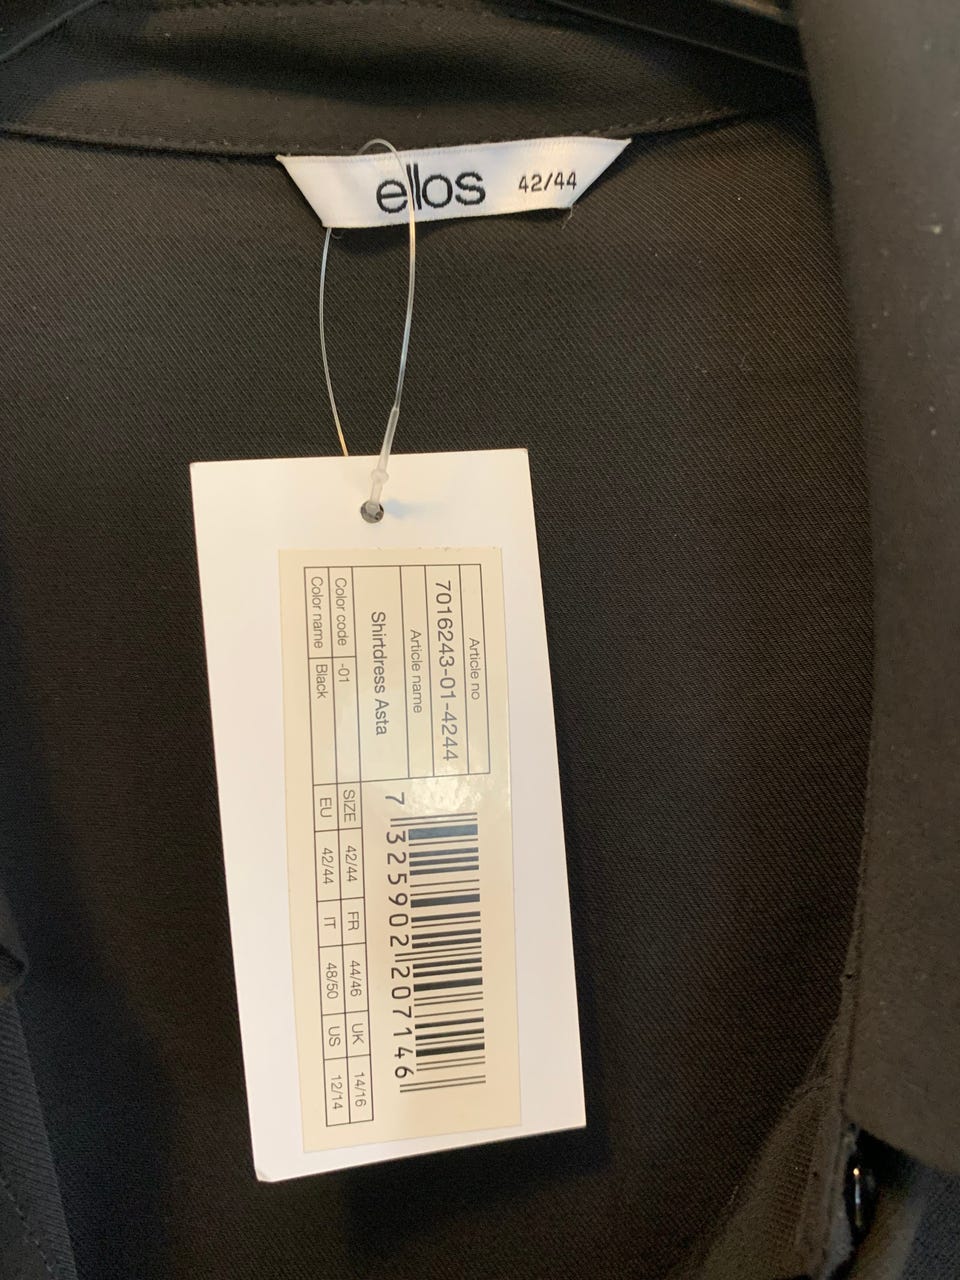 ellos 42/44
Article no
7016243-01-4244
Article name
Shirtdress Asta
Color code -01
Color name Black
7 325902 207146
SIZE 42/44 FR 44/46 UK 14/16
EU 42/44 IT 48/50 US 12/14